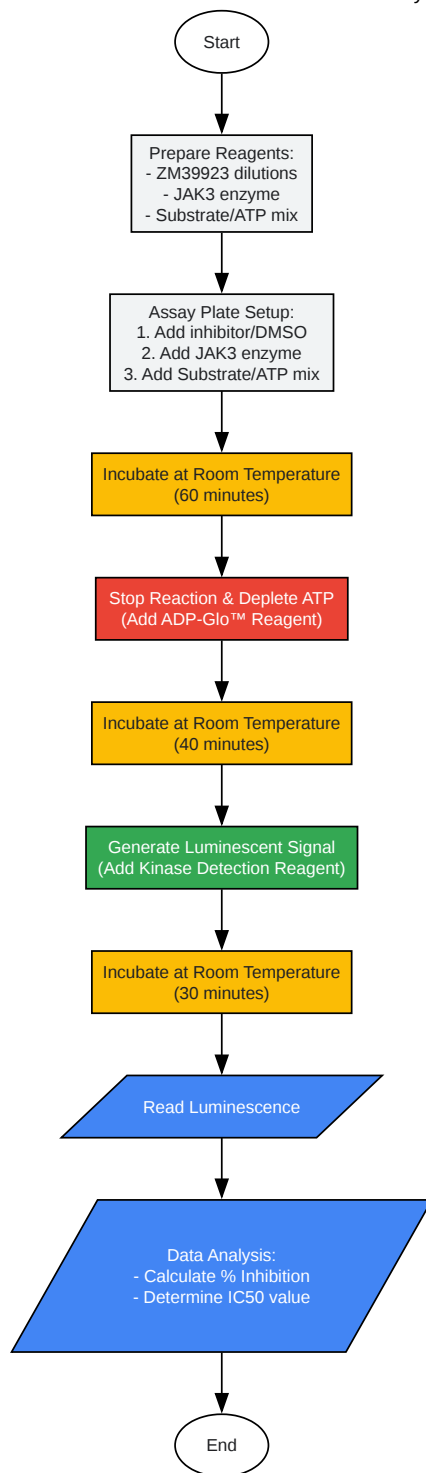 Start
Prepare Reagents:
- ZM39923 dilutions
- JAK3 enzyme
- Substrate/ATP mix
Assay Plate Setup:
1. Add inhibitor/DMSO
2. Add JAK3 enzyme
3. Add Substrate/ATP mix
Incubate at Room Temperature
(60 minutes)
Stop Reaction & Deplete ATP
(Add ADP-Glo™ Reagent)
Incubate at Room Temperature
(40 minutes)
Generate Luminescent Signal
(Add Kinase Detection Reagent)
Incubate at Room Temperature
(30 minutes)
Read Luminescence
Data Analysis:
- Calculate % Inhibition
- Determine IC50 value
End